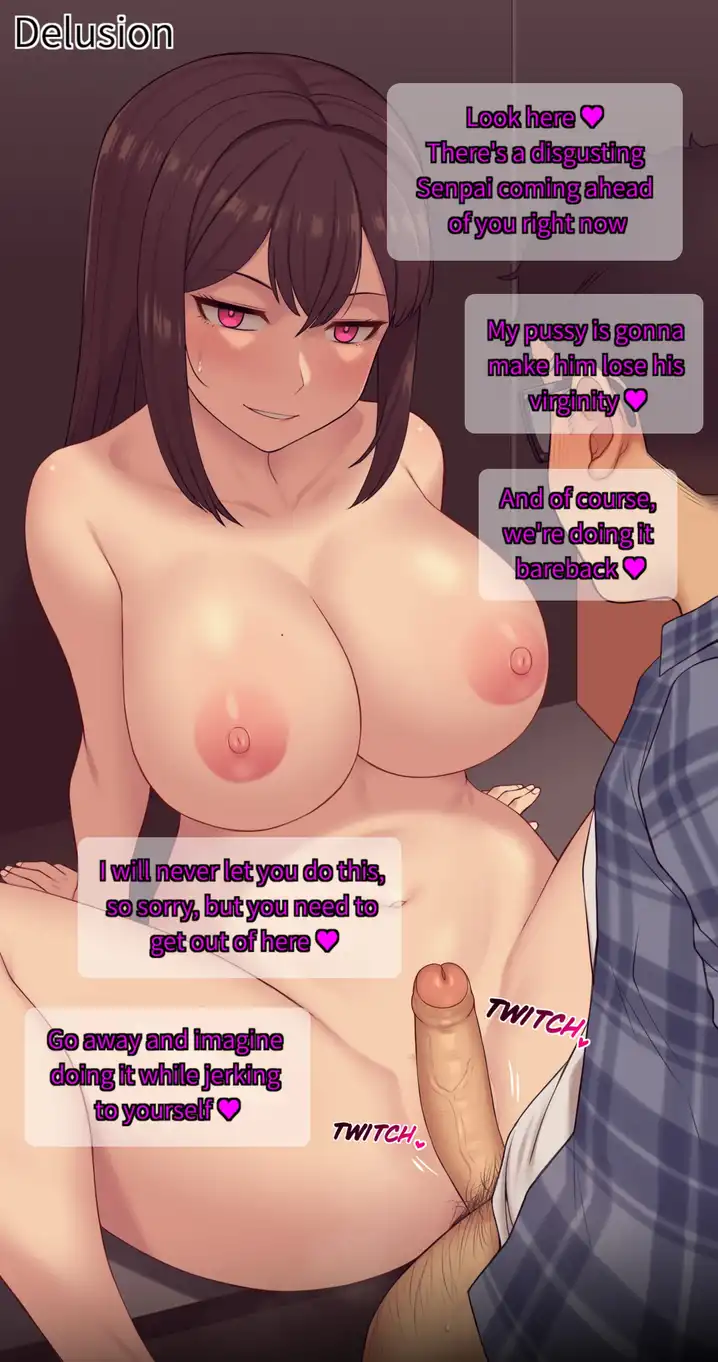 Delusion
Look here ♥
There's a disgusting
Senpai coming ahead
of you right now
My pussy is gonna
make him lose his
virginity ♥
And of course,
we're doing it
bareback ♥
I will never let you do this,
so sorry, but you need to
get out of here ♥
TWITCH
Go away and imagine
doing it while jerking
to yourself ♥
TWITCH